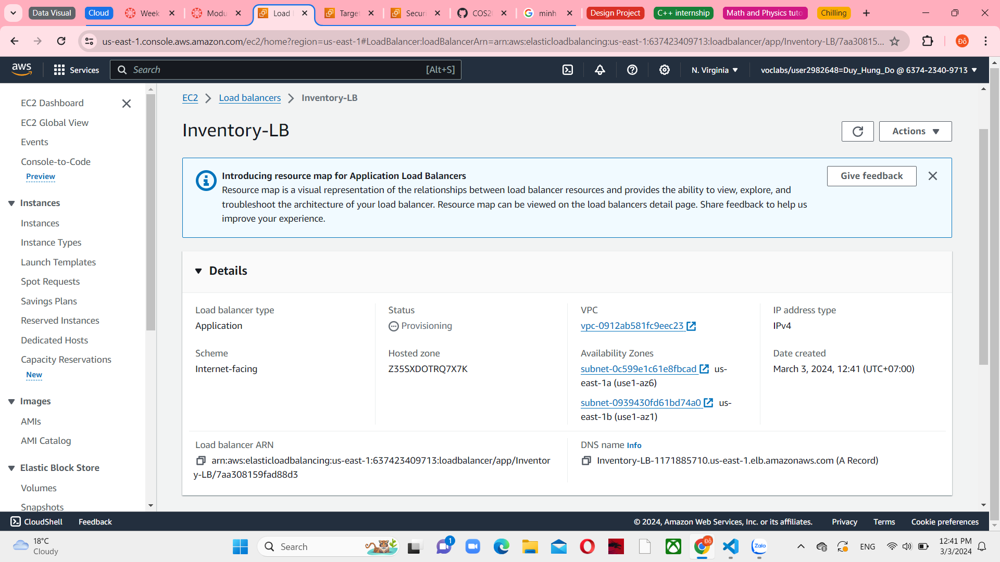 Data Visual
Cloud
Week
Modu
Load
Target
Securi
COS20
minh
Design Project
C++ internship
Math and Physics tuto
Chilling
us-east-1.console.aws.amazon.com/ec2/home?region=us-east-1#LoadBalancer:loadBalancerArn=arn:aws:elasticloadbalancing:us-east-1:637423409713:loadbalancer/app/Inventory-LB/7aa30815...
Đỗ
aws
Services
Search
[Alt+S]
N. Virginia
voclabs/user2982648=Duy_Hung_Do @ 6374-2340-9713
EC2 Dashboard
EC2 Global View
Events
Console-to-Code
Preview
Instances
Instances
Instance Types
Launch Templates
Spot Requests
Savings Plans
Reserved Instances
Dedicated Hosts
Capacity Reservations
New
Images
AMIs
AMI Catalog
Elastic Block Store
Volumes
Snapshots
EC2 > Load balancers > Inventory-LB
Inventory-LB
Actions
Introducing resource map for Application Load Balancers
Resource map is a visual representation of the relationships between load balancer resources and provides the ability to view, explore, and
troubleshoot the architecture of your load balancer. Resource map can be viewed on the load balancers detail page. Share feedback to help us
improve your experience.
Give feedback
Details
Load balancer type
Application
Status
Provisioning
VPC
vpc-0912ab581fc9eec23
IP address type
IPv4
Scheme
Internet-facing
Hosted zone
Z35SXDOTRQ7X7K
Availability Zones
subnet-0c599e1c61e8fbcad us-
east-1a (use1-az6)
subnet-0939430fd61bd74a0 us-
east-1b (use1-az1)
Date created
March 3, 2024, 12:41 (UTC+07:00)
Load balancer ARN
arn:aws:elasticloadbalancing:us-east-1:637423409713:loadbalancer/app/Inventor
y-LB/7aa308159fad88d3
DNS name Info
Inventory-LB-1171885710.us-east-1.elb.amazonaws.com (A Record)
CloudShell
Feedback
© 2024, Amazon Web Services, Inc. or its affiliates.
Privacy
Terms
Cookie preferences
18°C
Cloudy
Search
1
Đỗ
Zalo
ENG
12:41 PM
3/3/2024